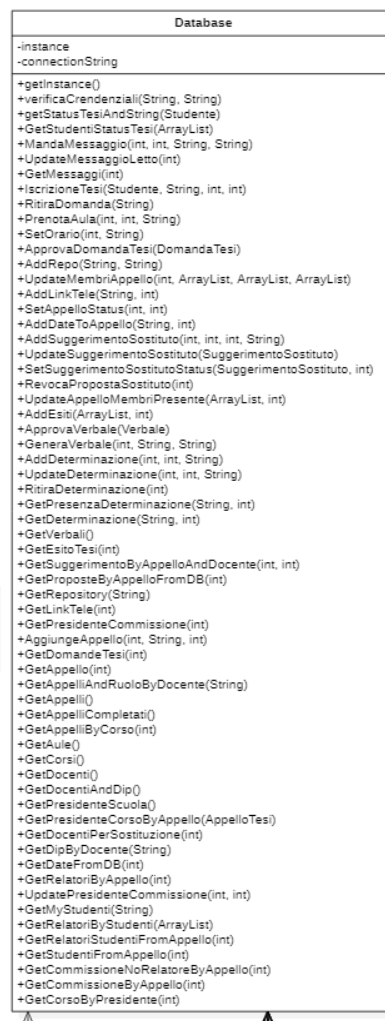 Database
-instance
-connectionString
+getInstance()
+verificaCrendenziali(String, String)
+getStatusTesiAndString(Studente)
+GetStudentiStatusTesi(ArrayList)
+MandaMessaggio(int, int, String, String)
+UpdateMessaggioLetto(int)
+GetMessaggi(int)
+IscrizioneTesi(Studente, String, int, int)
+RitiraDomanda(String)
+PrenotaAula(int, int, String)
+SetOrario(int, String)
+ApprovaDomandaTesi(DomandaTesi)
+AddRepo(String, String)
+UpdateMembriAppello(int, ArrayList, ArrayList, ArrayList)
+AddLinkTele(String, int)
+SetAppelloStatus(int, int)
+AddDateToAppello(String, int)
+AddSuggerimentoSostituto(int, int, int, String)
+UpdateSuggerimentoSostituto(SuggerimentoSostituto)
+SetSuggerimentoSostitutoStatus(SuggerimentoSostituto, int)
+RevocaPropostaSostituto(int)
+UpdateAppelloMembriPresente(ArrayList, int)
+AddEsiti(ArrayList, int)
+ApprovaVerbale(Verbale)
+GeneraVerbale(int, String, String)
+AddDeterminazione(int, int, String)
+UpdateDeterminazione(int, int, String)
+RitiraDeterminazione(int)
+GetPresenzaDeterminazione(String, int)
+GetDeterminazione(String, int)
+GetVerbali()
+GetEsitoTesi(int)
+GetSuggerimentoByAppelloAndDocente(int, int)
+GetProposteByAppelloFromDB(int)
+GetRepository(String)
+GetLinkTele(int)
+GetPresidenteCommissione(int)
+AggiungeAppello(int, String, int)
+GetDomandeTesi(int)
+GetAppello(int)
+GetAppelliAndRuoloByDocente(String)
+GetAppelli()
+GetAppelliCompletati()
+GetAppelliByCorso(int)
+GetAule()
+GetCorsi()
+GetDocenti()
+GetDocentiAndDip()
+GetPresidenteScuola()
+GetPresidenteCorsoByAppello(AppelloTesi)
+GetDocentiPerSostituzione(int)
+GetDipByDocente(String)
+GetDateFromDB(int)
+GetRelatoriByAppello(int)
+UpdatePresidenteCommissione(int, int)
+GetMyStudenti(String)
+GetRelatoriByStudenti(ArrayList)
+GetRelatoriStudentiFromAppello(int)
+GetStudentiFromAppello(int)
+GetCommissioneNoRelatoreByAppello(int)
+GetCommissioneByAppello(int)
+GetCorsoByPresidente(int)